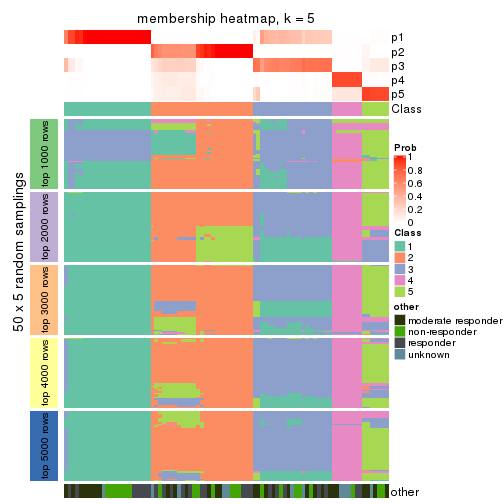 membership heatmap, k = 5
p1
p2
p3
p4
p5
Class
50 x 5 random samplings
top 1000 rows
top 2000 rows
top 3000 rows
top 4000 rows
top 5000 rows
other
Prob
1
0.8
0.6
0.4
0.2
0
Class
1
2
3
4
5
other
moderate responder
non-responder
responder
unknown